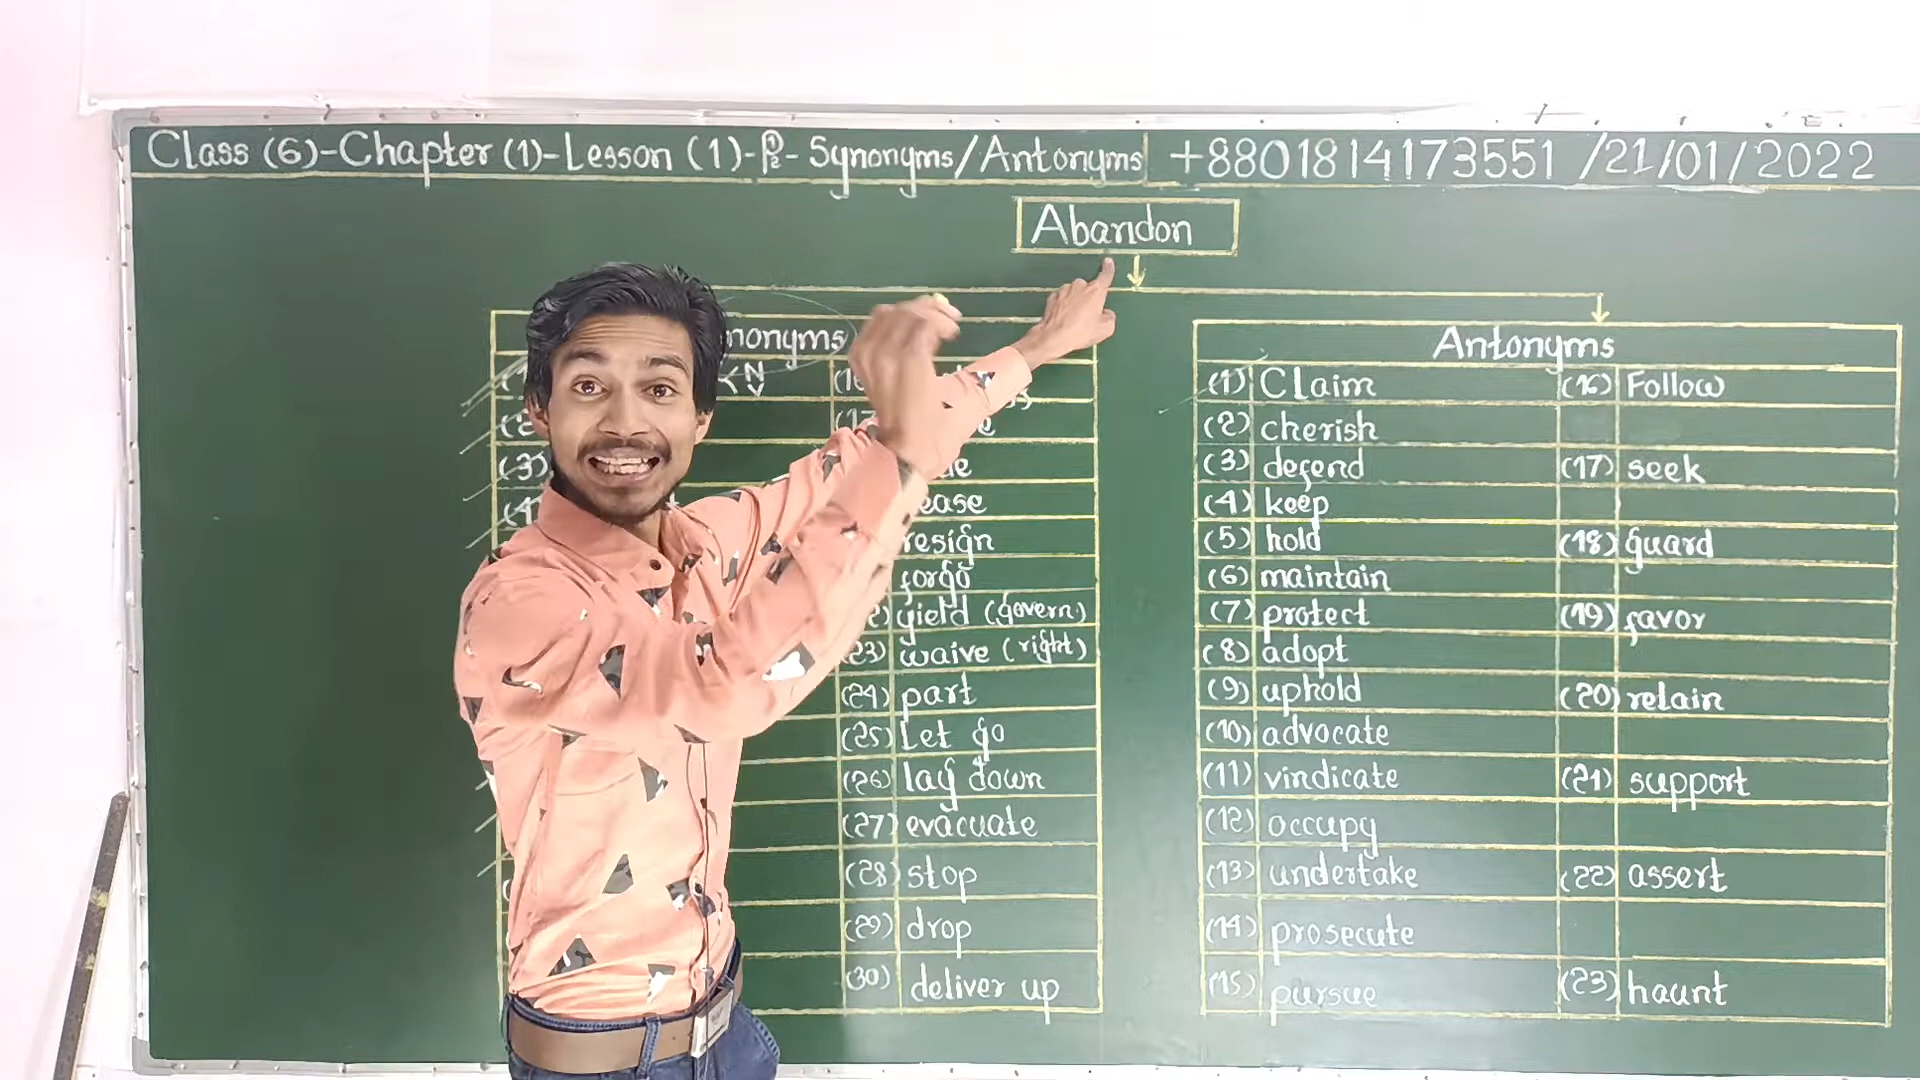 Class (6)-Chapter (1)-Lesson (1)- - Synonyms/Antonyms +8801814173551 /21/01/2022
Abandon
nonyms
Antonyms
N
V
(1) Claim (16) Follow
(2) cherish
(3) defend (17) seek
(4) keep
ease
(5) hold (18) guard
resign
(6) maintain
forgo
(7) protect (19) favor
yield (govern)
(8) adopt
(23) waive (right)
(9) uphold (20) relain
(24) part
(10) advocate
(25) Let go
(11) vindicate (21) support
(26) lay down
(12) occupy
(27) evacuate
(13) undertake (22) assert
(28) stop
(14) prosecute
(29) drop
(15) pursue (23) haunt
(30) deliver up